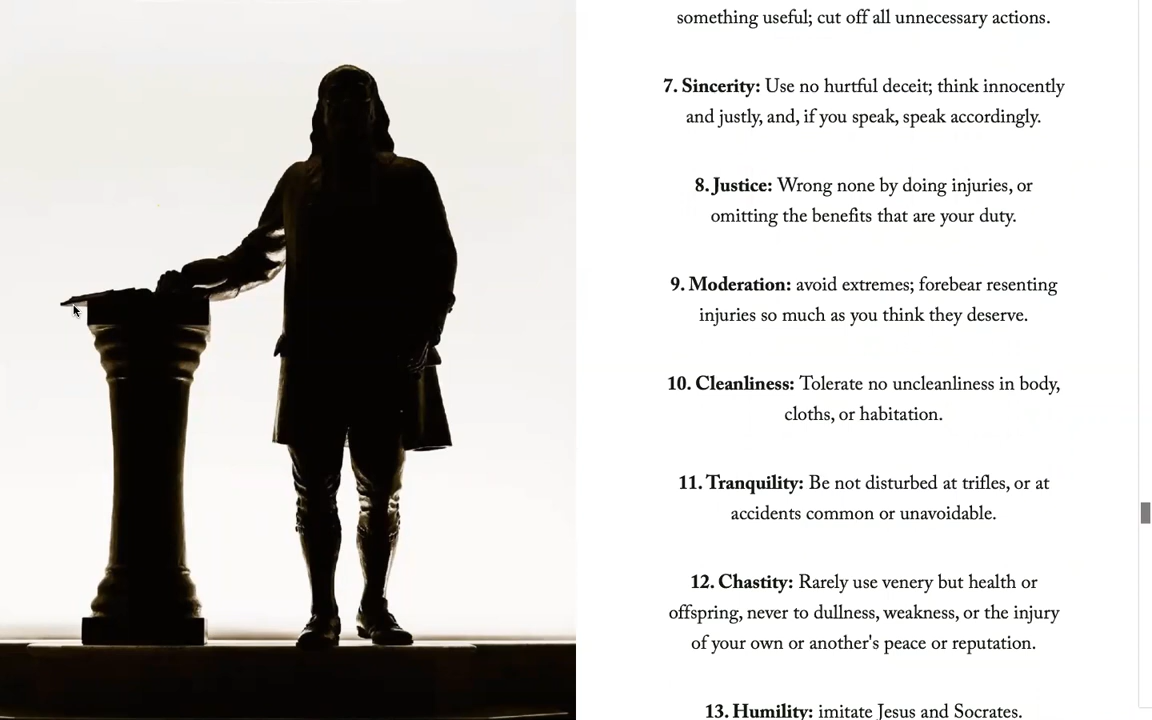 something useful; cut off all unnecessary actions.
7. Sincerity: Use no hurtful deceit; think innocently
and justly, and, if you speak, speak accordingly.
8. Justice: Wrong none by doing injuries, or
omitting the benefits that are your duty.
9. Moderation: avoid extremes; forebear resenting
injuries so much as you think they deserve.
10. Cleanliness: Tolerate no uncleanliness in body,
cloths, or habitation.
11. Tranquility: Be not disturbed at trifles, or at
accidents common or unavoidable.
12. Chastity: Rarely use venery but health or
offspring, never to dullness, weakness, or the injury
of your own or another's peace or reputation.
13. Humility: imitate Jesus and Socrates.